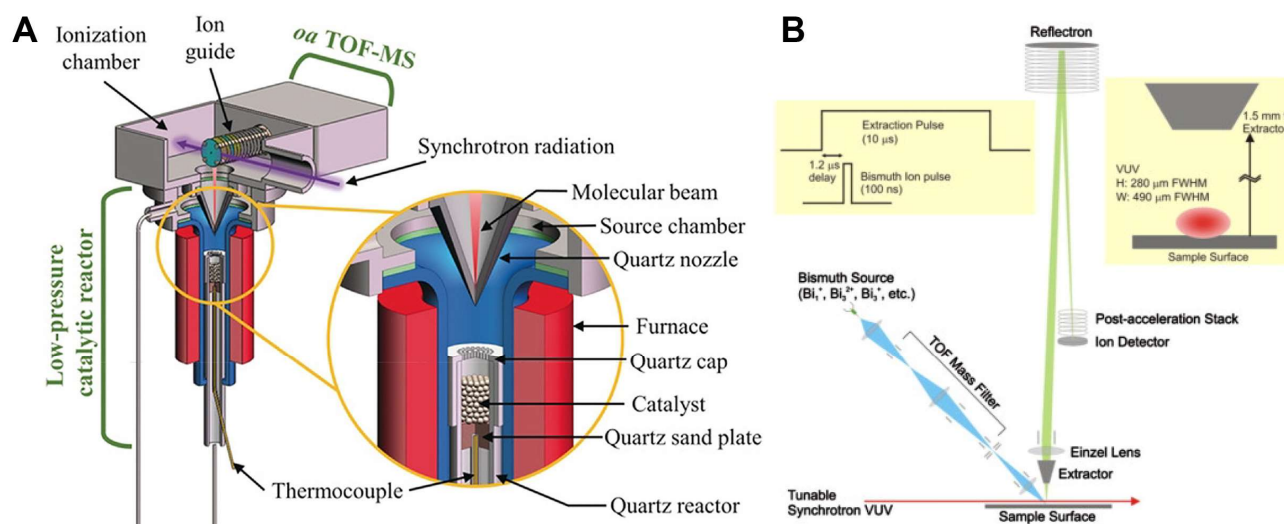 A
Ionization
chamber
Ion
guide
oa TOF-MS
Synchrotron radiation
Low-pressure
catalytic reactor
Molecular beam
Source chamber
Quartz nozzle
Furnace
Quartz cap
Catalyst
Quartz sand plate
Thermocouple
Quartz reactor
B
Reflectron
Extraction Pulse
(10 μs)
1.2 μs
delay
Bismuth Ion pulse
(100 ns)
1.5 mm
Extracto
VUV
H: 280 μm FWHM
W: 490 μm FWHM
Sample Surface
Bismuth Source
(Bi₁⁺, Bi₃²⁺, Bi₃⁺, etc.)
TOF Mass Filter
Post-acceleration Stack
Ion Detector
Einzel Lens
Extractor
Tunable
Synchrotron VUV
Sample Surface